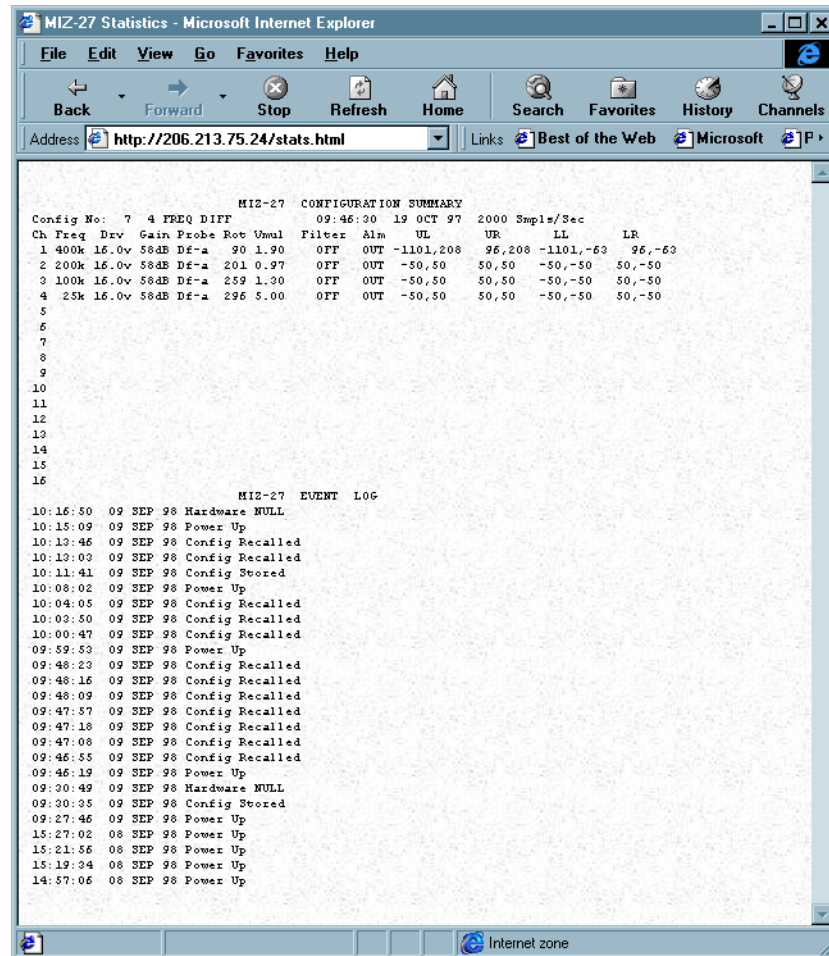 MIZ-27 Statistics - Microsoft Internet Explorer
File Edit View Go Favorites Help
Back Forward Stop Refresh Home Search Favorites History Channels
Address http://206.213.75.24/stats.html Links Best of the Web Microsoft P
MIZ-27 CONFIGURATION SUMMARY
Config No: 7 4 FREQ DIFF 09:46:30 19 OCT 97 2000 Smpls/Sec
Ch Freq Drv Gain Probe Rot Vmul Filter Alm UL UR LL LR
1 400k 16.0v 58dB Df-a 90 1.90 OFF OUT -1101,208 96,208 -1101,-63 96,-63
2 200k 16.0v 58dB Df-a 201 0.97 OFF OUT -50,50 50,50 -50,-50 50,-50
3 100k 16.0v 58dB Df-a 259 1.30 OFF OUT -50,50 50,50 -50,-50 50,-50
4 25k 16.0v 58dB Df-a 296 5.00 OFF OUT -50,50 50,50 -50,-50 50,-50
5
6
7
8
9
10
11
12
13
14
15
16
MIZ-27 EVENT LOG
10:16:50 09 SEP 98 Hardware NULL
10:15:09 09 SEP 98 Power Up
10:13:46 09 SEP 98 Config Recalled
10:13:03 09 SEP 98 Config Recalled
10:11:41 09 SEP 98 Config Stored
10:08:02 09 SEP 98 Power Up
10:04:05 09 SEP 98 Config Recalled
10:03:50 09 SEP 98 Config Recalled
10:00:47 09 SEP 98 Config Recalled
09:59:53 09 SEP 98 Power Up
09:48:23 09 SEP 98 Config Recalled
09:48:16 09 SEP 98 Config Recalled
09:48:09 09 SEP 98 Config Recalled
09:47:57 09 SEP 98 Config Recalled
09:47:18 09 SEP 98 Config Recalled
09:47:08 09 SEP 98 Config Recalled
09:46:55 09 SEP 98 Config Recalled
09:46:19 09 SEP 98 Power Up
09:30:49 09 SEP 98 Hardware NULL
09:30:35 09 SEP 98 Config Stored
09:27:46 09 SEP 98 Power Up
15:27:02 08 SEP 98 Power Up
15:21:56 08 SEP 98 Power Up
15:19:34 08 SEP 98 Power Up
14:57:06 08 SEP 98 Power Up
Internet zone